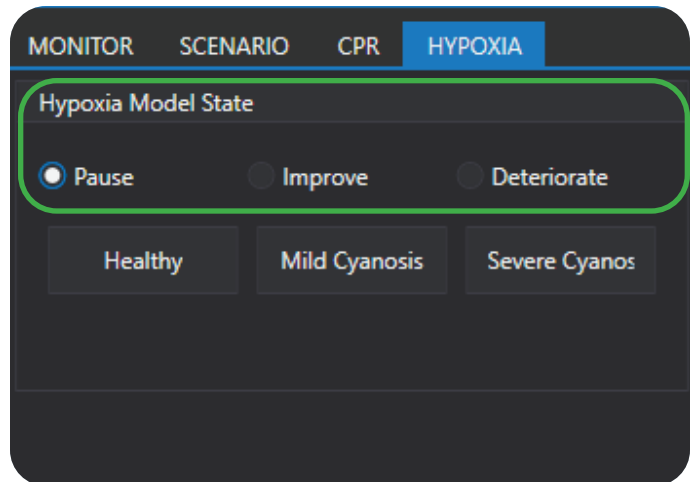 MONITOR SCENARIO CPR HYPOXIA
Hypoxia Model State
Pause Improve Deteriorate
Healthy Mild Cyanosis Severe Cyanos